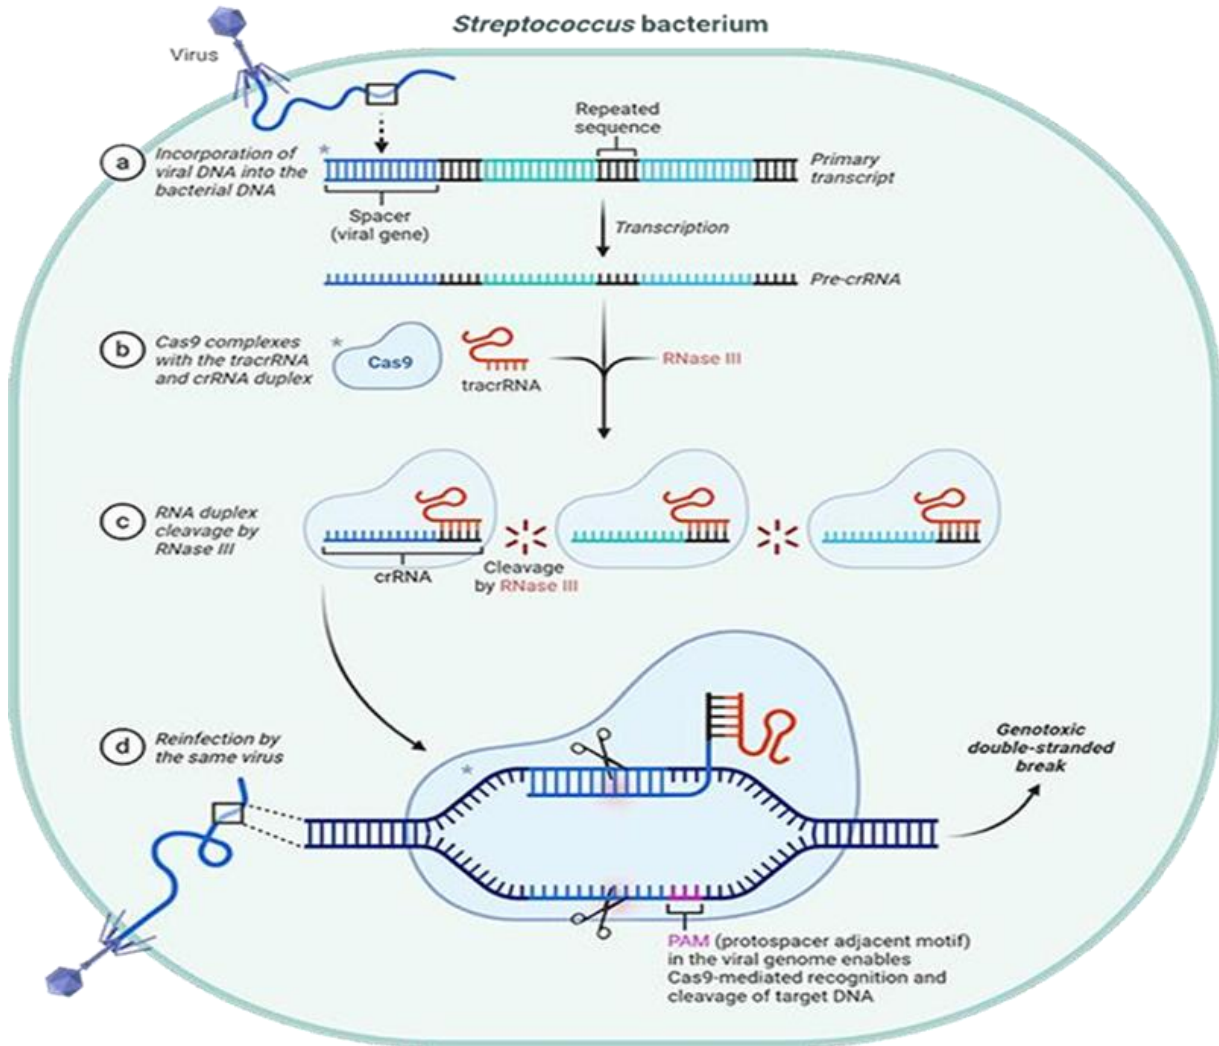 Streptococcus bacterium
Virus
Repeated
sequence
a
Incorporation of
viral DNA into the
bacterial DNA
*
Primary
transcript
Spacer
(viral gene)
Transcription
Pre-crRNA
b
Cas9 complexes
with the tracrRNA
and crRNA duplex
*
Cas9
tracrRNA
RNase III
c
RNA duplex
cleavage by
RNase III
crRNA
Cleavage
by RNase III
d
Reinfection by
the same virus
*
Genotoxic
double-stranded
break
PAM (protospacer adjacent motif)
in the viral genome enables
Cas9-mediated recognition and
cleavage of target DNA